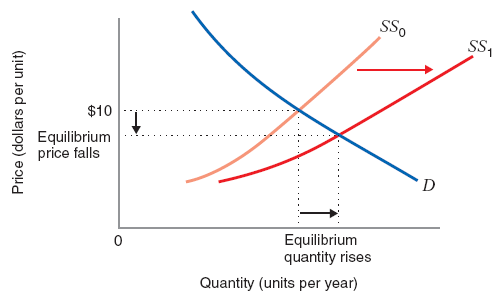 SS₀
SS₁
Price (dollars per unit)
$10
Equilibrium
price falls
D
0
Equilibrium
quantity rises
Quantity (units per year)